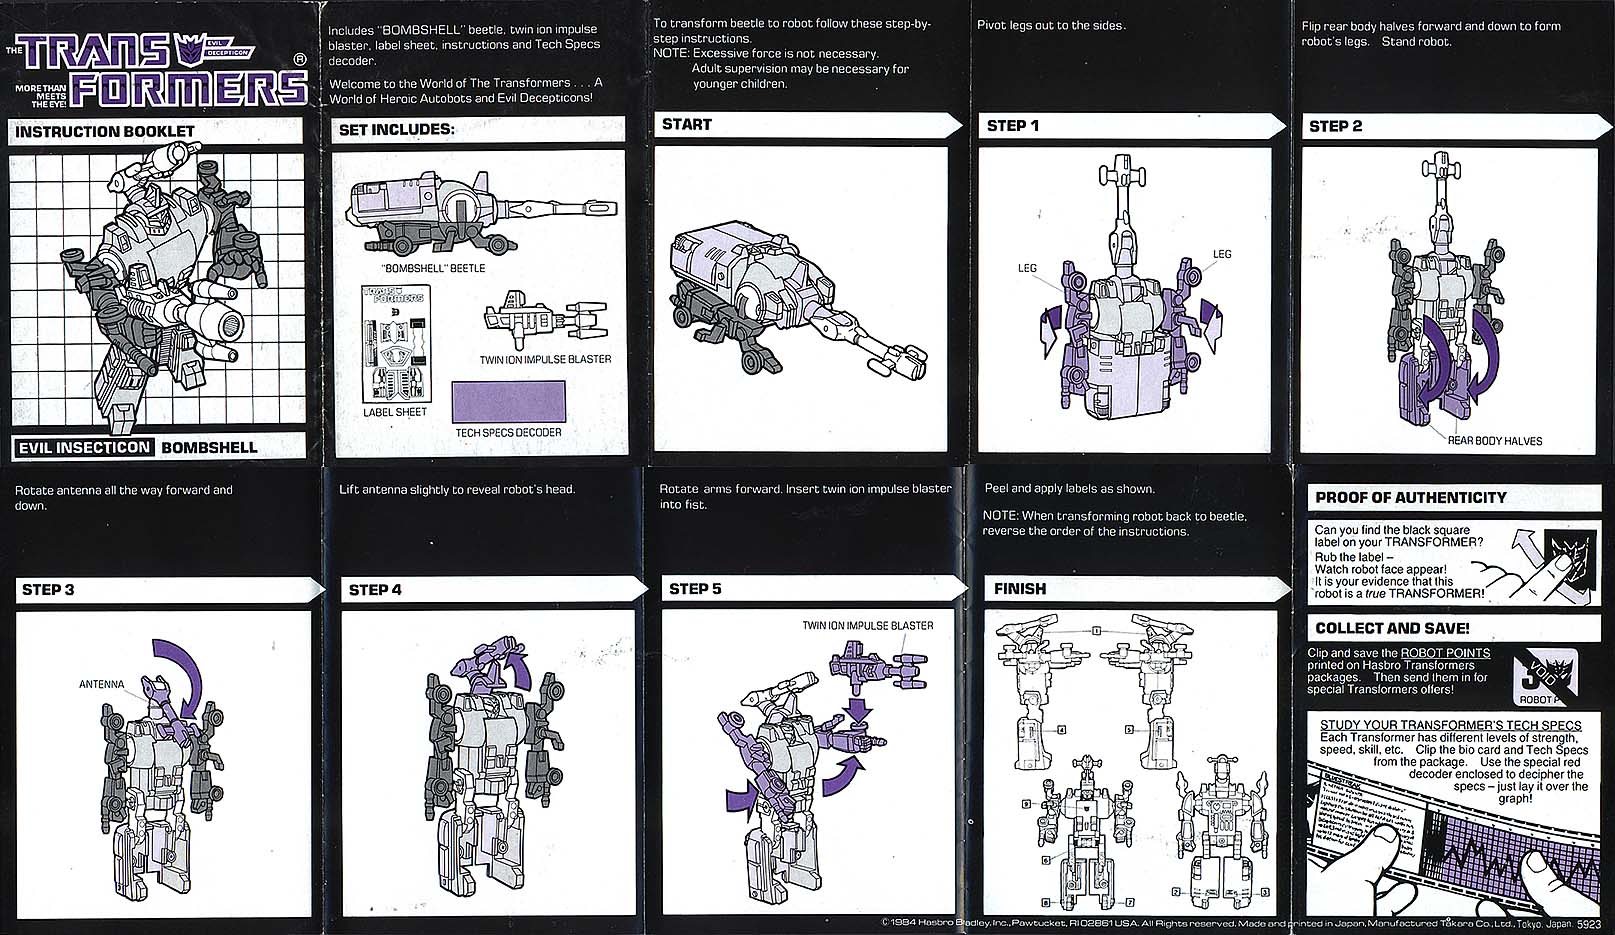 THE TRANSFORMERS ®
EVIL DECEPTICON
MORE THAN
MEETS
THE EYE!
INSTRUCTION BOOKLET
EVIL INSECTICON BOMBSHELL
Includes "BOMBSHELL" beetle, twin ion impulse
blaster, label sheet, instructions and Tech Specs
decoder.
Welcome to the World of The Transformers . . . A
World of Heroic Autobots and Evil Decepticons!
SET INCLUDES:
"BOMBSHELL" BEETLE
TRANSFORMERS
TWIN ION IMPULSE BLASTER
LABEL SHEET
TECH SPECS DECODER
To transform beetle to robot follow these step-by-
step instructions.
NOTE: Excessive force is not necessary.
Adult supervision may be necessary for
younger children.
START
Pivot legs out to the sides.
STEP 1
LEG
LEG
Flip rear body halves forward and down to form
robot's legs. Stand robot.
STEP 2
REAR BODY HALVES
Rotate antenna all the way forward and
down.
STEP 3
ANTENNA
Lift antenna slightly to reveal robot's head.
STEP 4
Rotate arms forward. Insert twin ion impulse blaster
into fist.
STEP 5
TWIN ION IMPULSE BLASTER
Peel and apply labels as shown.
NOTE: When transforming robot back to beetle,
reverse the order of the instructions.
FINISH
1
4
5
9
6
8
7
2
3
PROOF OF AUTHENTICITY
Can you find the black square
label on your TRANSFORMER?
Rub the label –
Watch robot face appear!
It is your evidence that this
robot is a true TRANSFORMER!
COLLECT AND SAVE!
Clip and save the ROBOT POINTS
printed on Hasbro Transformers
packages. Then send them in for
special Transformers offers!
3
VOID
ROBOT P
STUDY YOUR TRANSFORMER'S TECH SPECS
Each Transformer has different levels of strength,
speed, skill, etc. Clip the bio card and Tech Specs
from the package. Use the special red
decoder enclosed to decipher the
specs – just lay it over the
graph!
©1984 Hasbro Bradley, Inc., Pawtucket, RI 02861 USA. All Rights reserved. Made and printed in Japan, Manufactured Takara Co., Ltd., Tokyo, Japan. 5923